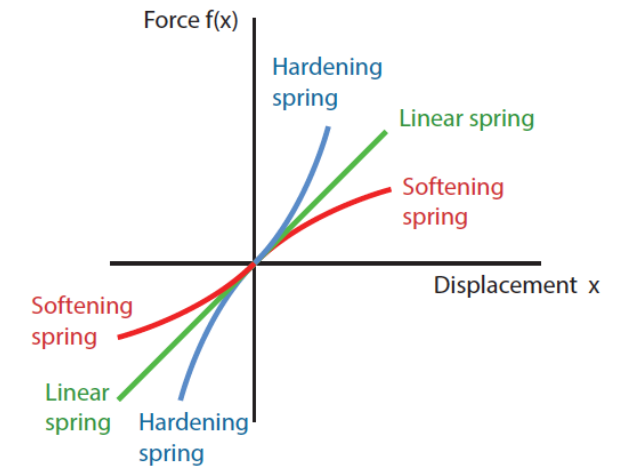 Force f(x)
Hardening
spring
Linear spring
Softening
spring
Displacement x
Softening
spring
Linear
spring
Hardening
spring